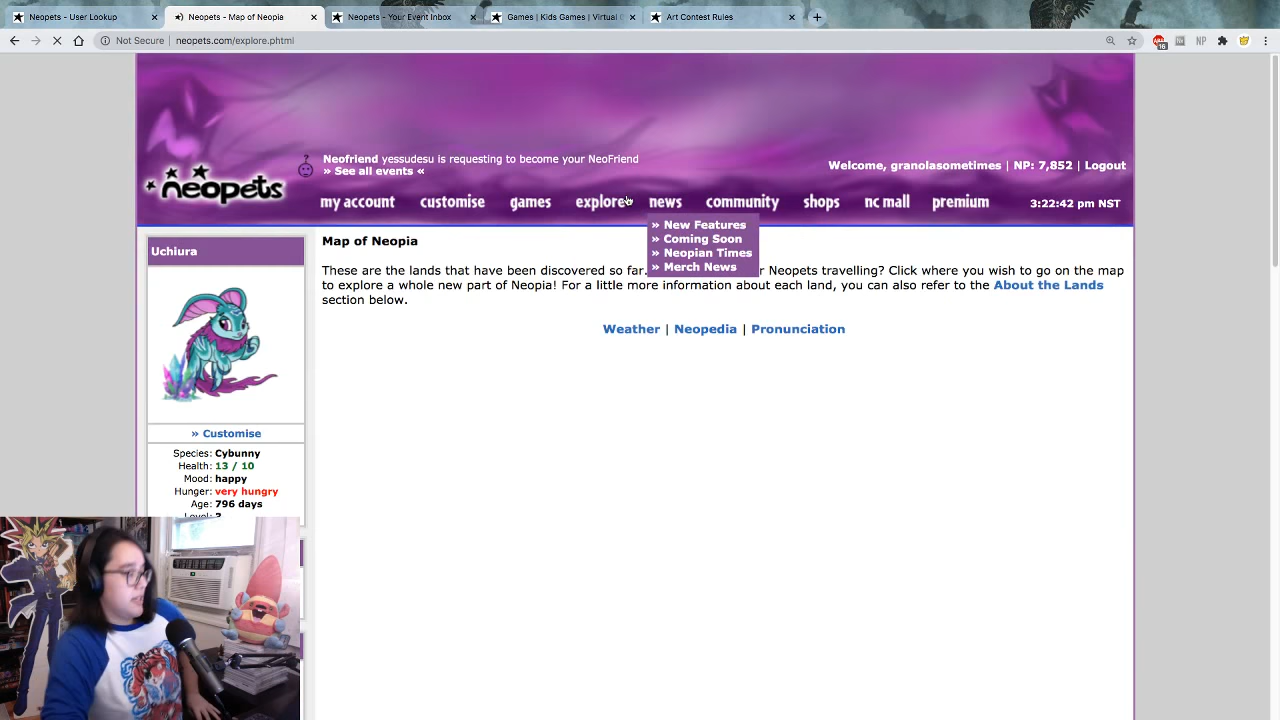 Neopets - User Lookup
Neopets - Map of Neopia
Neopets - Your Event Inbox
Games | Kids Games | Virtual
Art Contest Rules
Not Secure | neopets.com/explore.phtml
Neofriend yessudesu is requesting to become your NeoFriend
» See all events «
Welcome, granolasometimes | NP: 7,852 | Logout
neopets
my account customise games explore news community shops nc mall premium 3:22:42 pm NST
» New Features
» Coming Soon
» Neopian Times
» Merch News
Uchiura
Map of Neopia
These are the lands that have been discovered so far. Neopets travelling? Click where you wish to go on the map
to explore a whole new part of Neopia! For a little more information about each land, you can also refer to the About the Lands
section below.
Weather | Neopedia | Pronunciation
» Customise
Species: Cybunny
Health: 13 / 10
Mood: happy
Hunger: very hungry
Age: 796 days